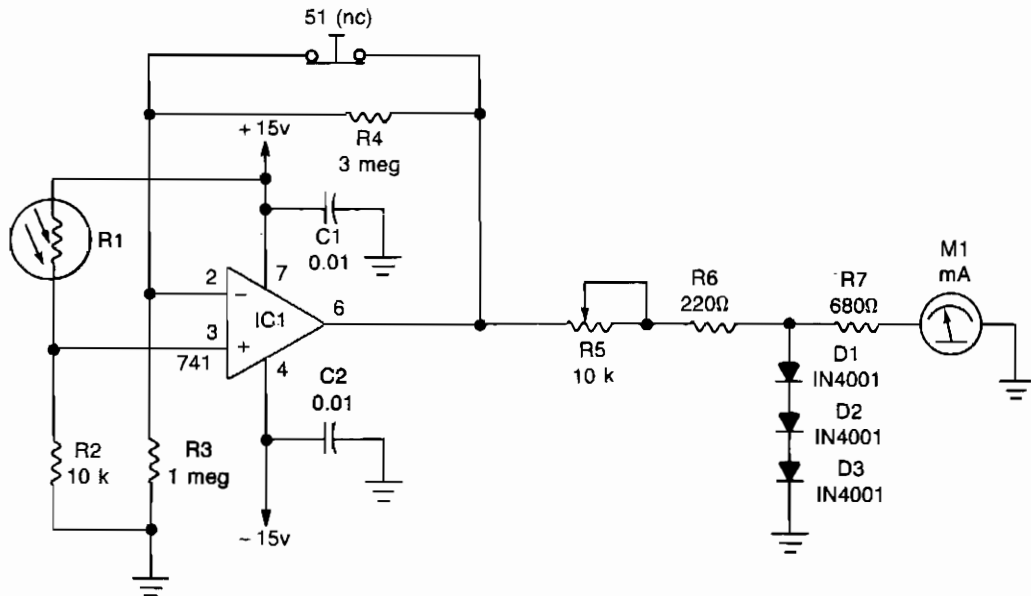 51 (nc)
+ 15v
R4
3 meg
R1
C1
0.01
M1
mA
2
7
R6
220Ω
R7
680Ω
−
IC1
6
3
+
741
4
R5
10 k
D1
IN4001
C2
0.01
D2
IN4001
R2
10 k
R3
1 meg
D3
IN4001
- 15v